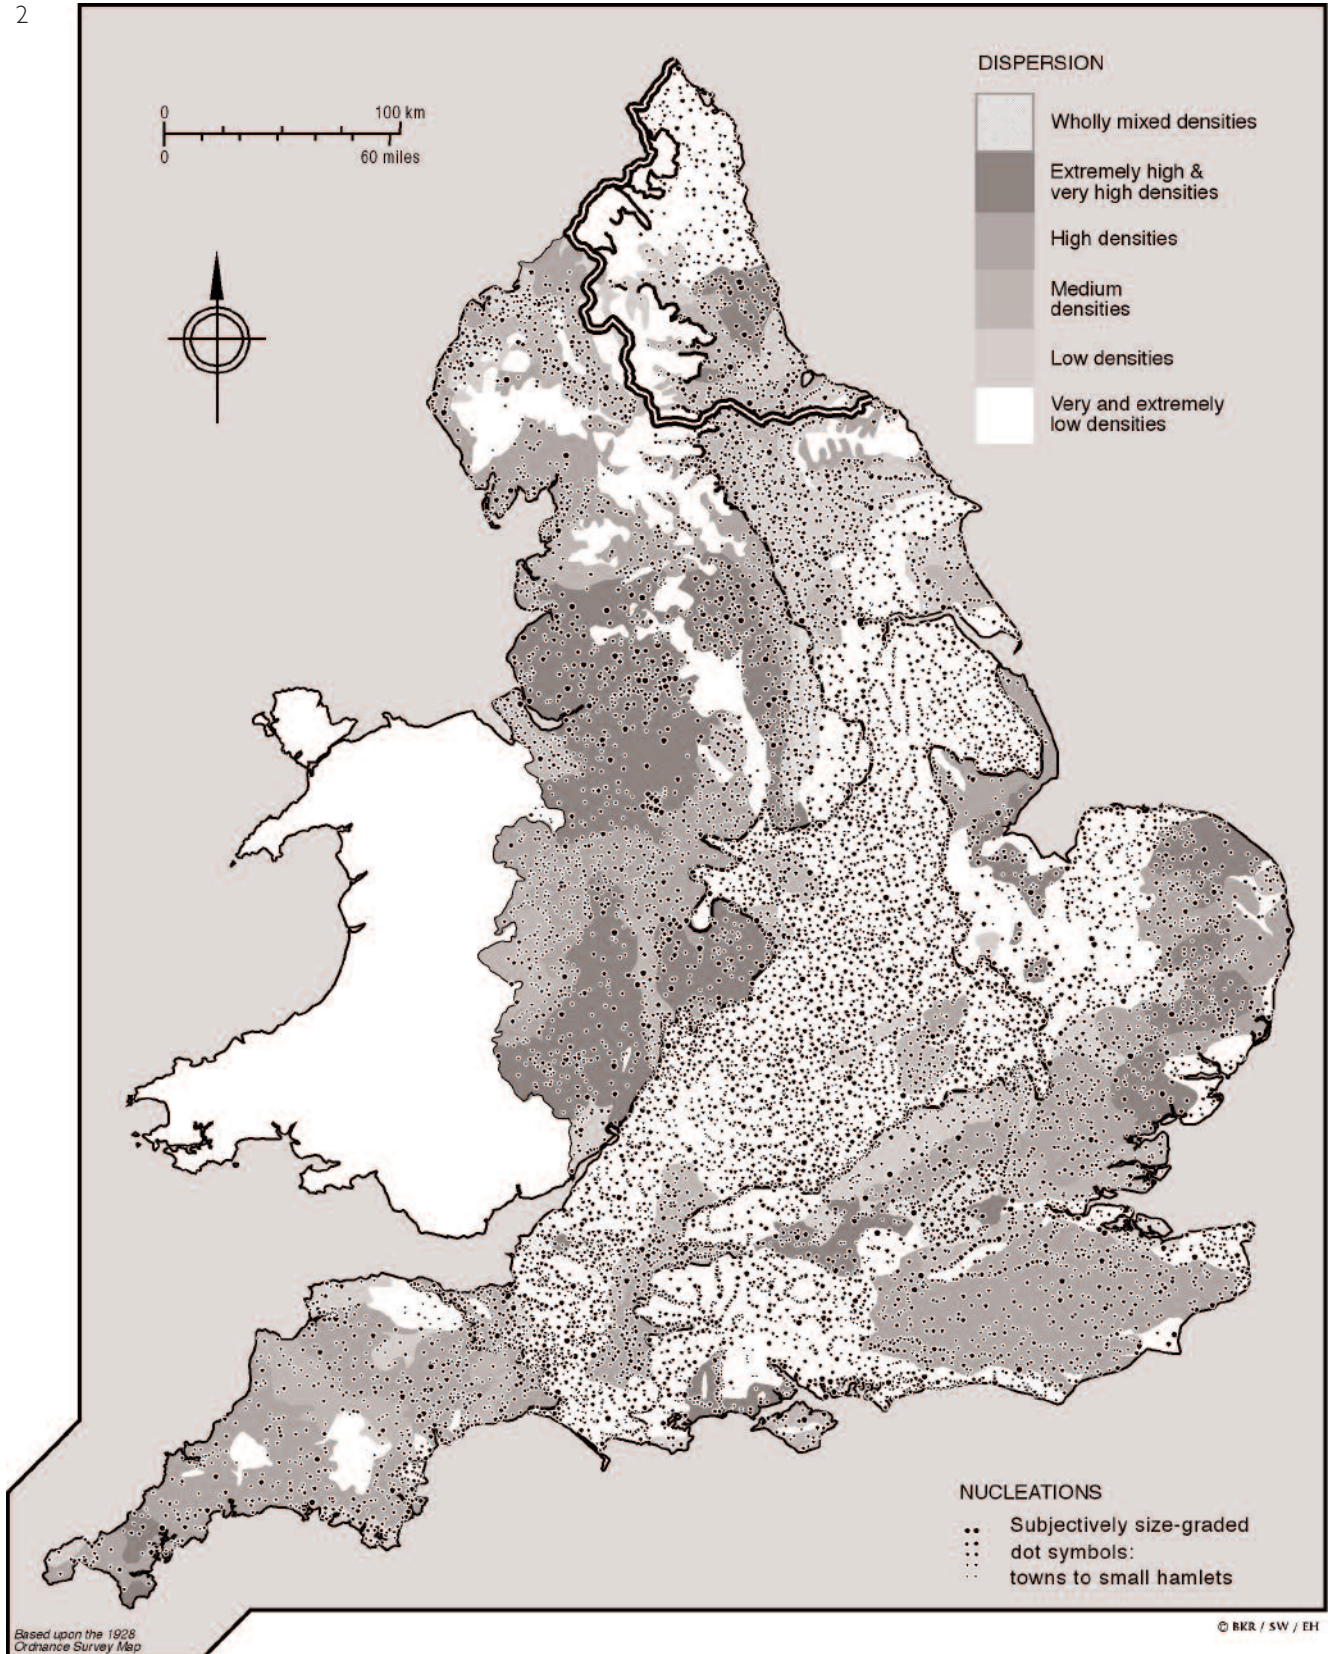 2
DISPERSION
0 100 km
0 60 miles
Wholly mixed densities
Extremely high &
very high densities
High densities
Medium
densities
Low densities
Very and extremely
low densities
NUCLEATIONS
Subjectively size-graded
dot symbols:
towns to small hamlets
Based upon the 1928
Ordnance Survey Map
© BKR / SW / EH